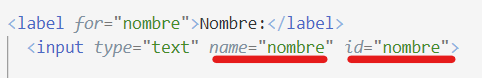 <label for="nombre">Nombre:</label>
<input type="text" name="nombre" id="nombre">